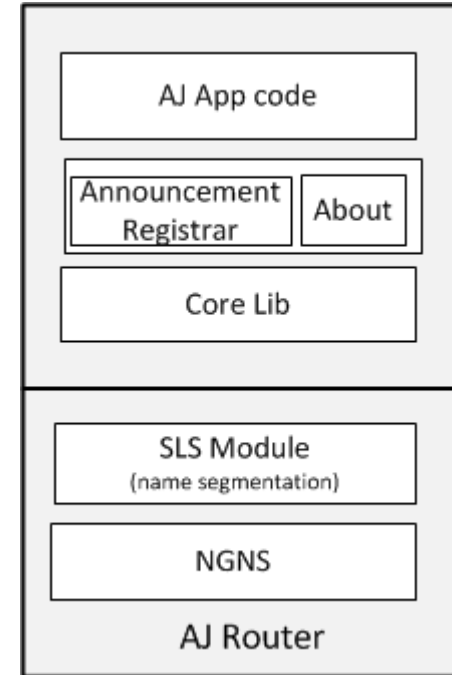 AJ App code
Announcement
Registrar
About
Core Lib
SLS Module
(name segmentation)
NGNS
AJ Router